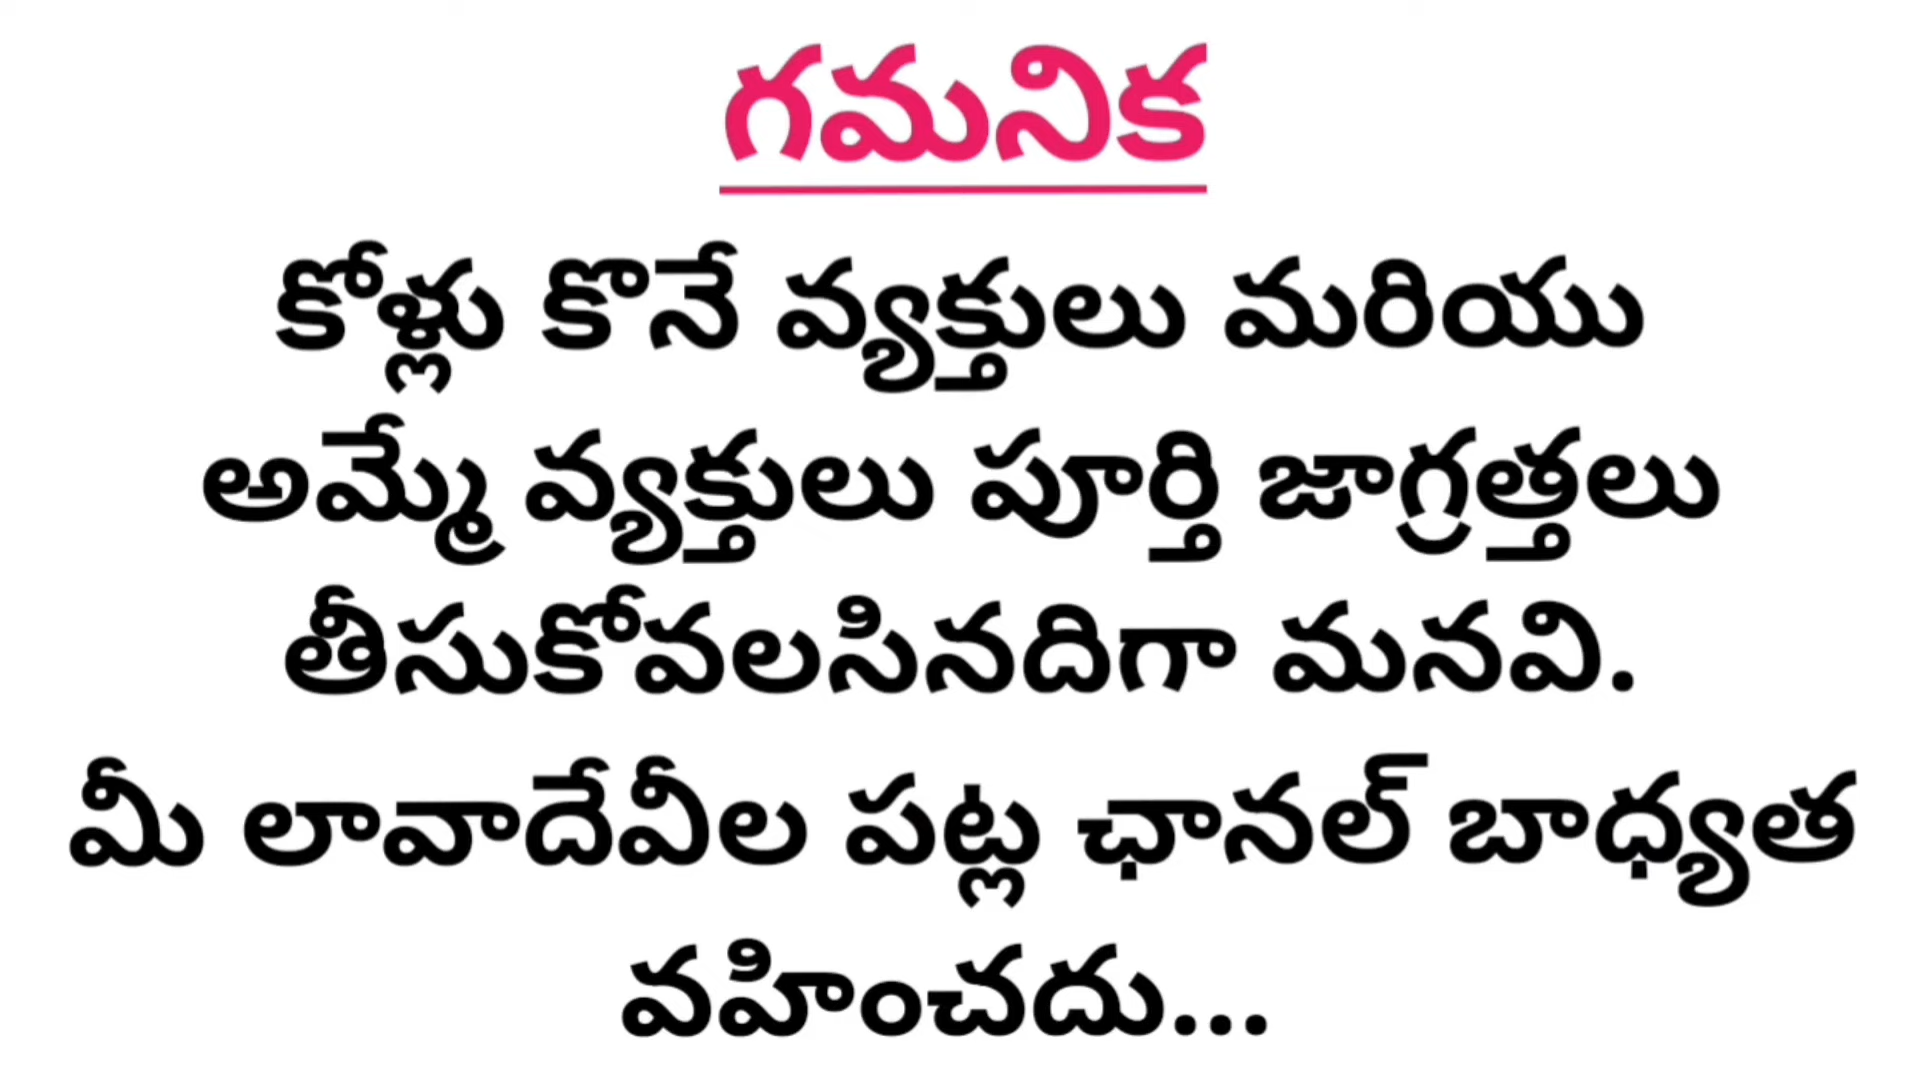 గమనిక
కోళ్లు కొనే వ్యక్తులు మరియు
అమ్మే వ్యక్తులు పూర్తి జాగ్రత్తలు
తీసుకోవలసినదిగా మనవి.
మీ లావాదేవీల పట్ల ఛానల్ బాధ్యత
వహించదు...